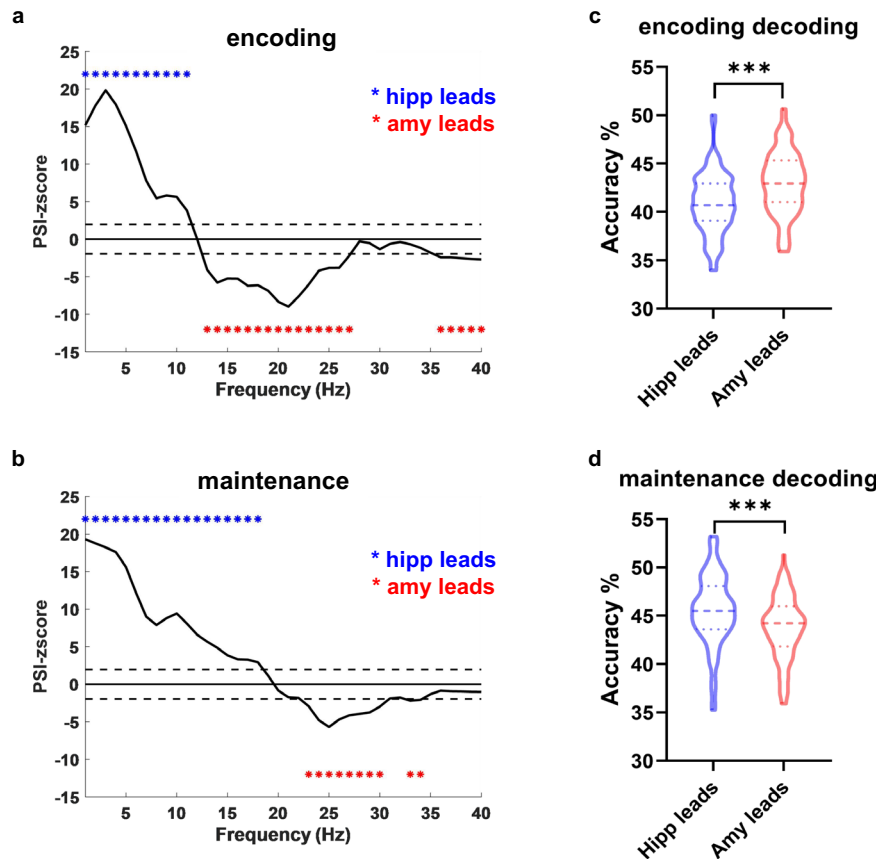 a
encoding
25
20
15
10
5
0
-5
-10
-15
PSI-zscore
* hipp leads
* amy leads
5 10 15 20 25 30 35 40
Frequency (Hz)
c
encoding decoding
***
55
50
45
40
35
30
Accuracy %
Hipp leads
Amy leads
b
maintenance
25
20
15
10
5
0
-5
-10
-15
PSI-zscore
* hipp leads
* amy leads
5 10 15 20 25 30 35 40
Frequency (Hz)
d
maintenance decoding
***
55
50
45
40
35
30
Accuracy %
Hipp leads
Amy leads